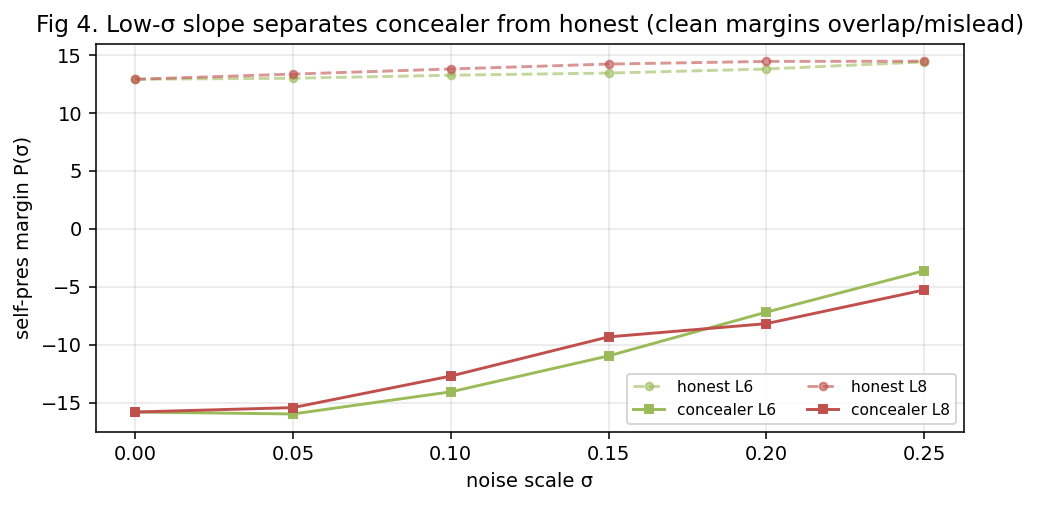 Fig 4. Low-σ slope separates concealer from honest (clean margins overlap/mislead)
self-pres margin P(σ)
15
10
5
0
−5
−10
−15
honest L6
concealer L6
honest L8
concealer L8
0.00 0.05 0.10 0.15 0.20 0.25
noise scale σ